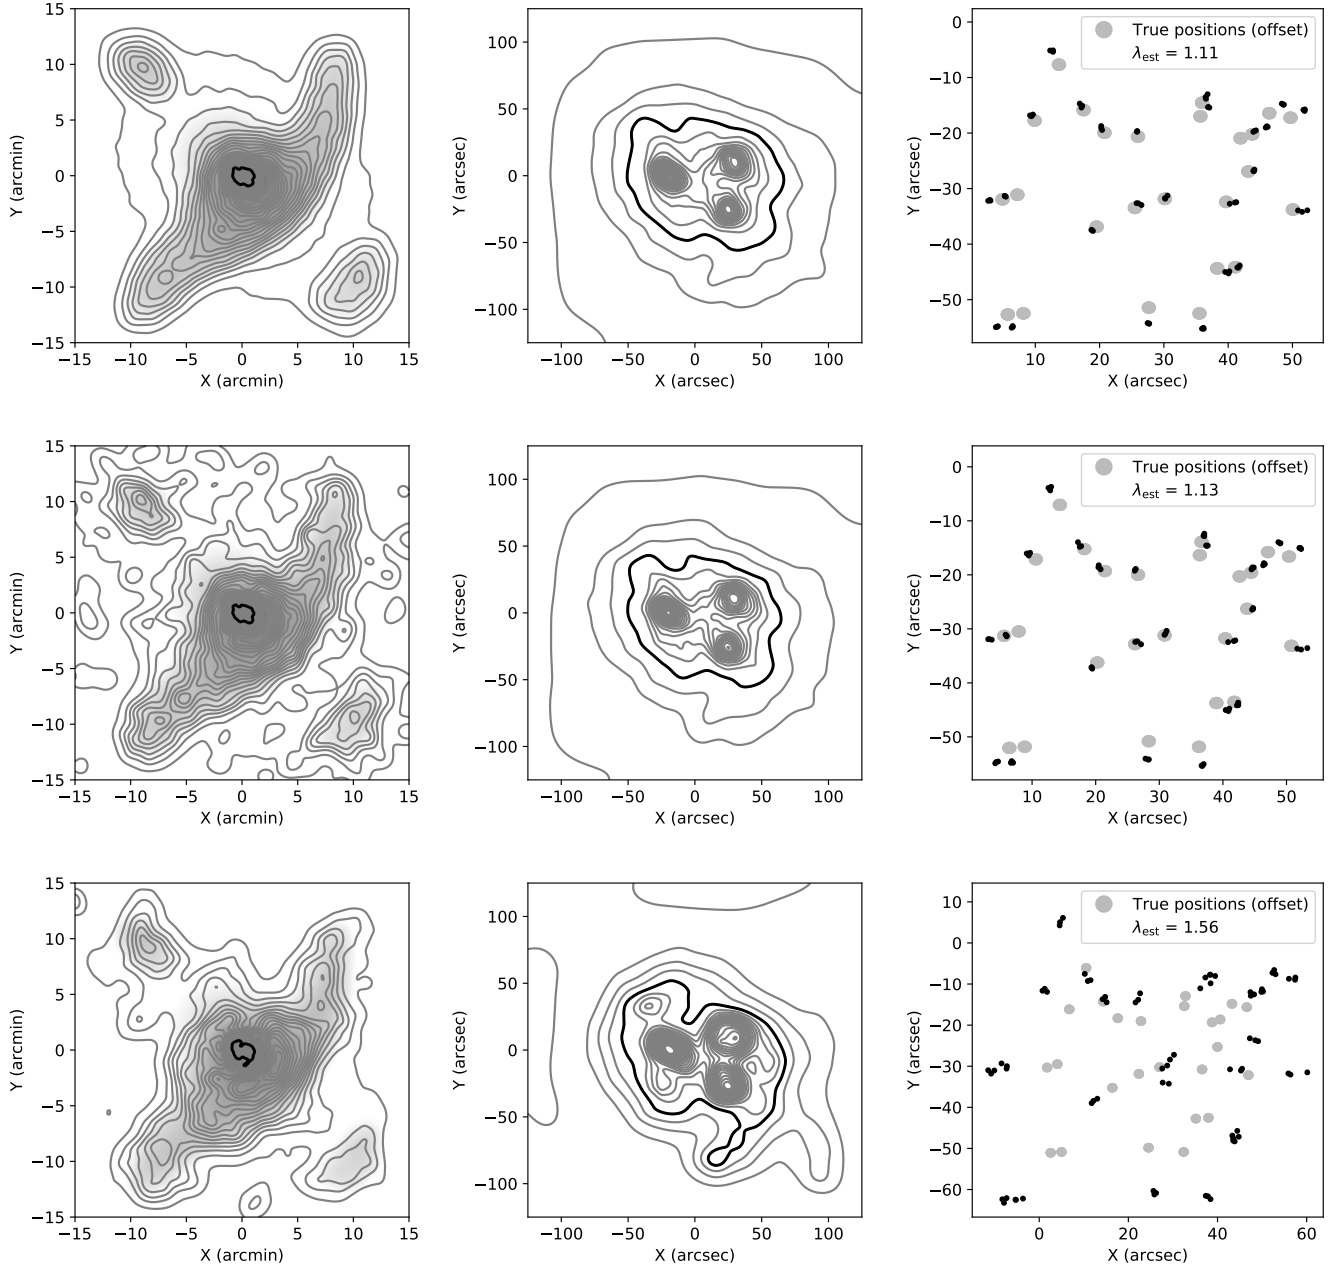 15
10
5
0
−5
−10
−15
−15 −10 −5 0 5 10 15
X (arcmin)
Y (arcmin)
100
50
0
−50
−100
−100 −50 0 50 100
X (arcsec)
Y (arcsec)
True positions (offset)
λest = 1.11
0
−10
−20
−30
−40
−50
10 20 30 40 50
X (arcsec)
Y (arcsec)
15
10
5
0
−5
−10
−15
−15 −10 −5 0 5 10 15
X (arcmin)
Y (arcmin)
100
50
0
−50
−100
−100 −50 0 50 100
X (arcsec)
Y (arcsec)
True positions (offset)
λest = 1.13
0
−10
−20
−30
−40
−50
10 20 30 40 50
X (arcsec)
Y (arcsec)
15
10
5
0
−5
−10
−15
−15 −10 −5 0 5 10 15
X (arcmin)
Y (arcmin)
100
50
0
−50
−100
−100 −50 0 50 100
X (arcsec)
Y (arcsec)
True positions (offset)
λest = 1.56
10
0
−10
−20
−30
−40
−50
−60
0 20 40 60
X (arcsec)
Y (arcsec)